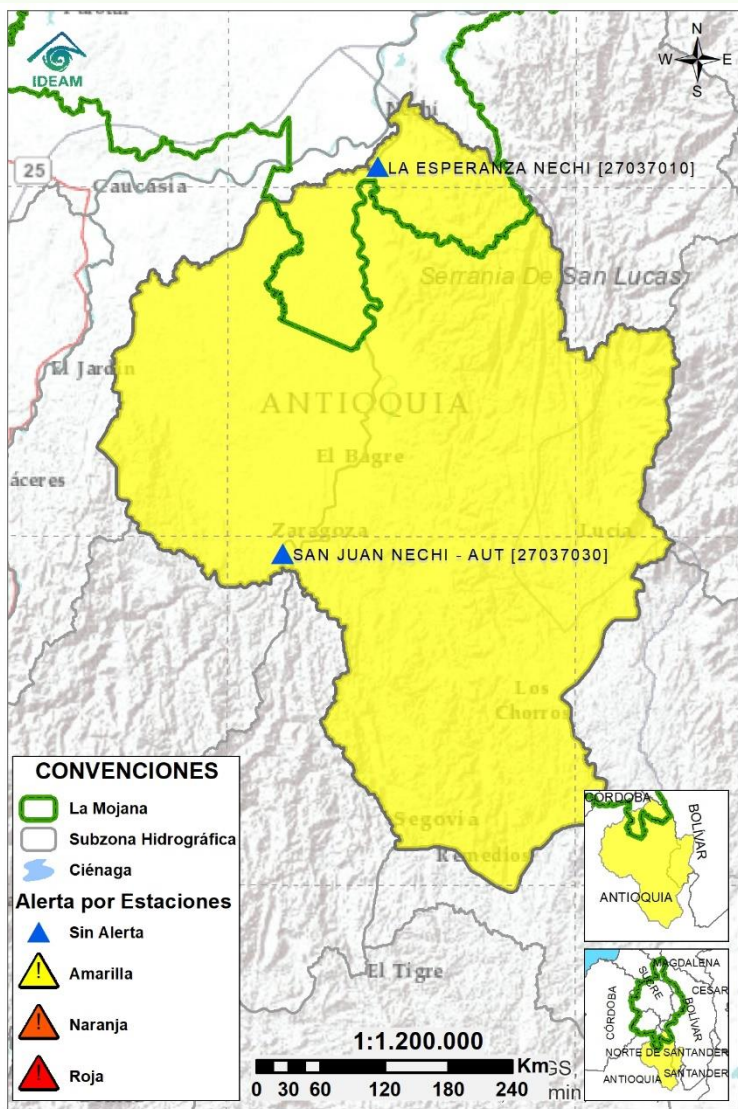 IDEAM
N
W E
S
25
Caucasia
LA ESPERANZA NECHI [27037010]
Serrania De San Lucas
El Jardin
ANTIOQUIA
El Bagre
áceres
Zaragoza
Lucia
SAN JUAN NECHI - AUT [27037030]
Los
Chorros
Segovia
Remedios
El Tigre
CONVENCIONES
La Mojana
Subzona Hidrográfica
Ciénaga
Alerta por Estaciones
Sin Alerta
Amarilla
Naranja
Roja
1:1.200.000
Km
0 30 60 120 180 240
GS,
min
CÓRDOBA
BOLÍVAR
ANTIOQUIA
MAGDALENA
SUCRE
CESAR
CÓRDOBA
BOLÍVAR
NORTE DE SANTANDER
ANTIOQUIA
SANTANDER